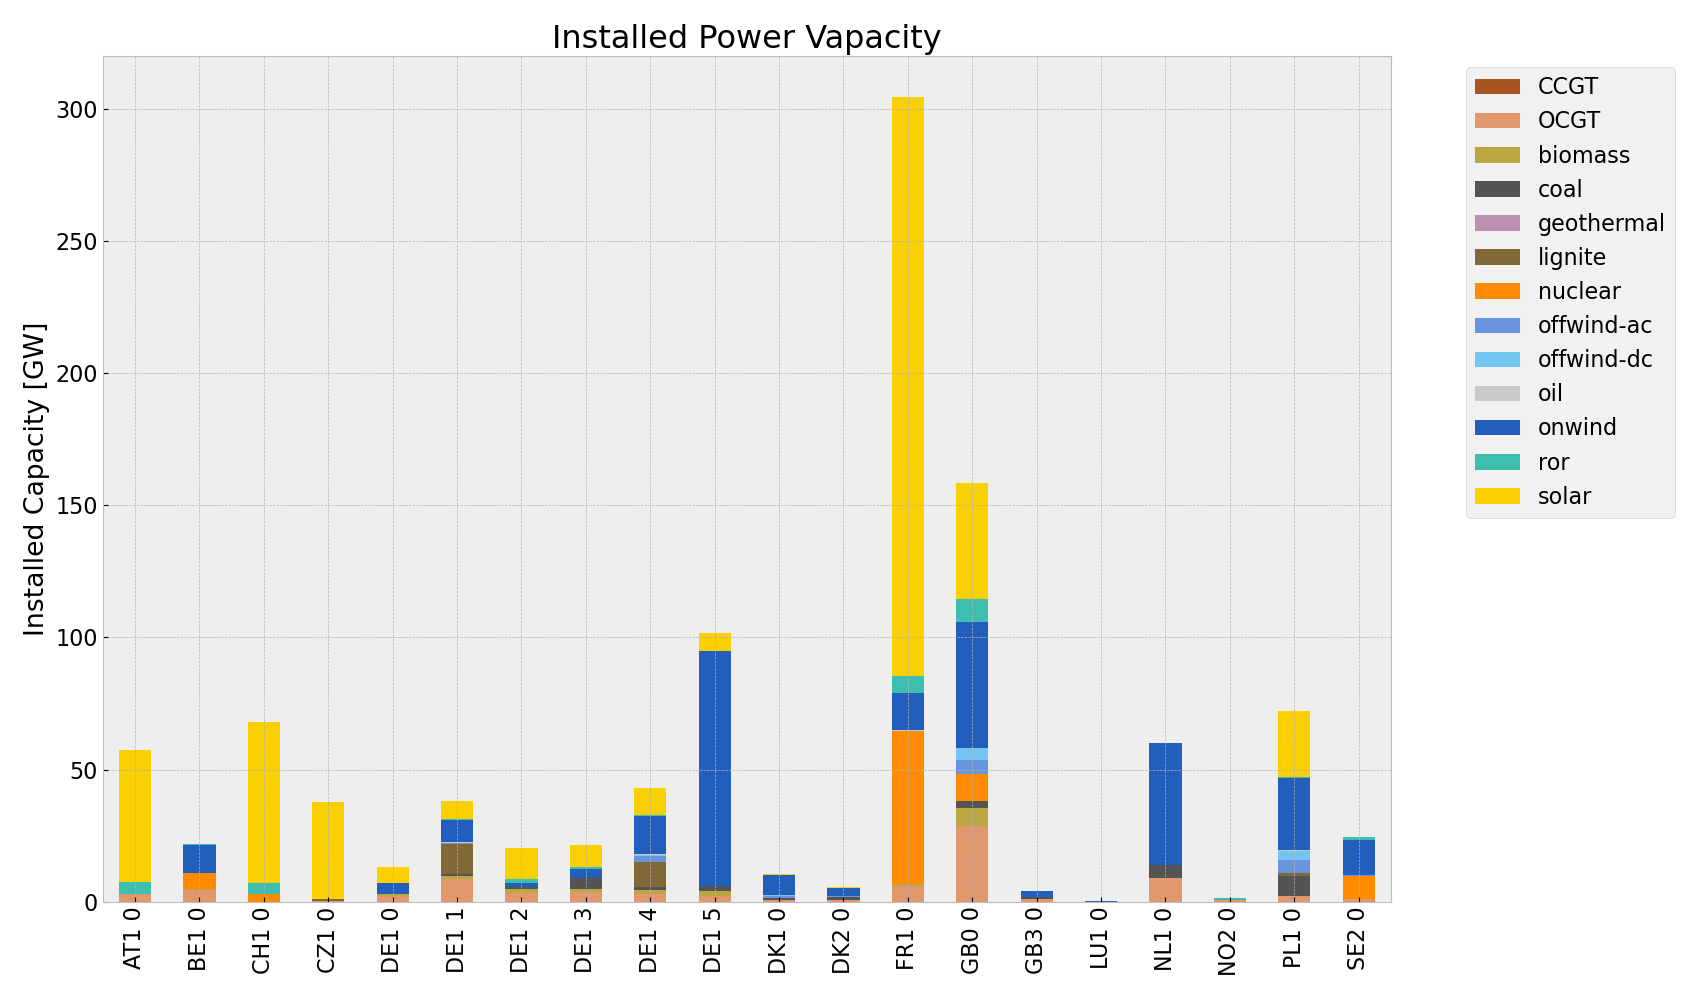 Installed Power Vapacity
Installed Capacity [GW]
300
250
200
150
100
50
0
AT1 0
BE1 0
CH1 0
CZ1 0
DE1 0
DE1 1
DE1 2
DE1 3
DE1 4
DE1 5
DK1 0
DK2 0
FR1 0
GB0 0
GB3 0
LU1 0
NL1 0
NO2 0
PL1 0
SE2 0
CCGT
OCGT
biomass
coal
geothermal
lignite
nuclear
offwind-ac
offwind-dc
oil
onwind
ror
solar